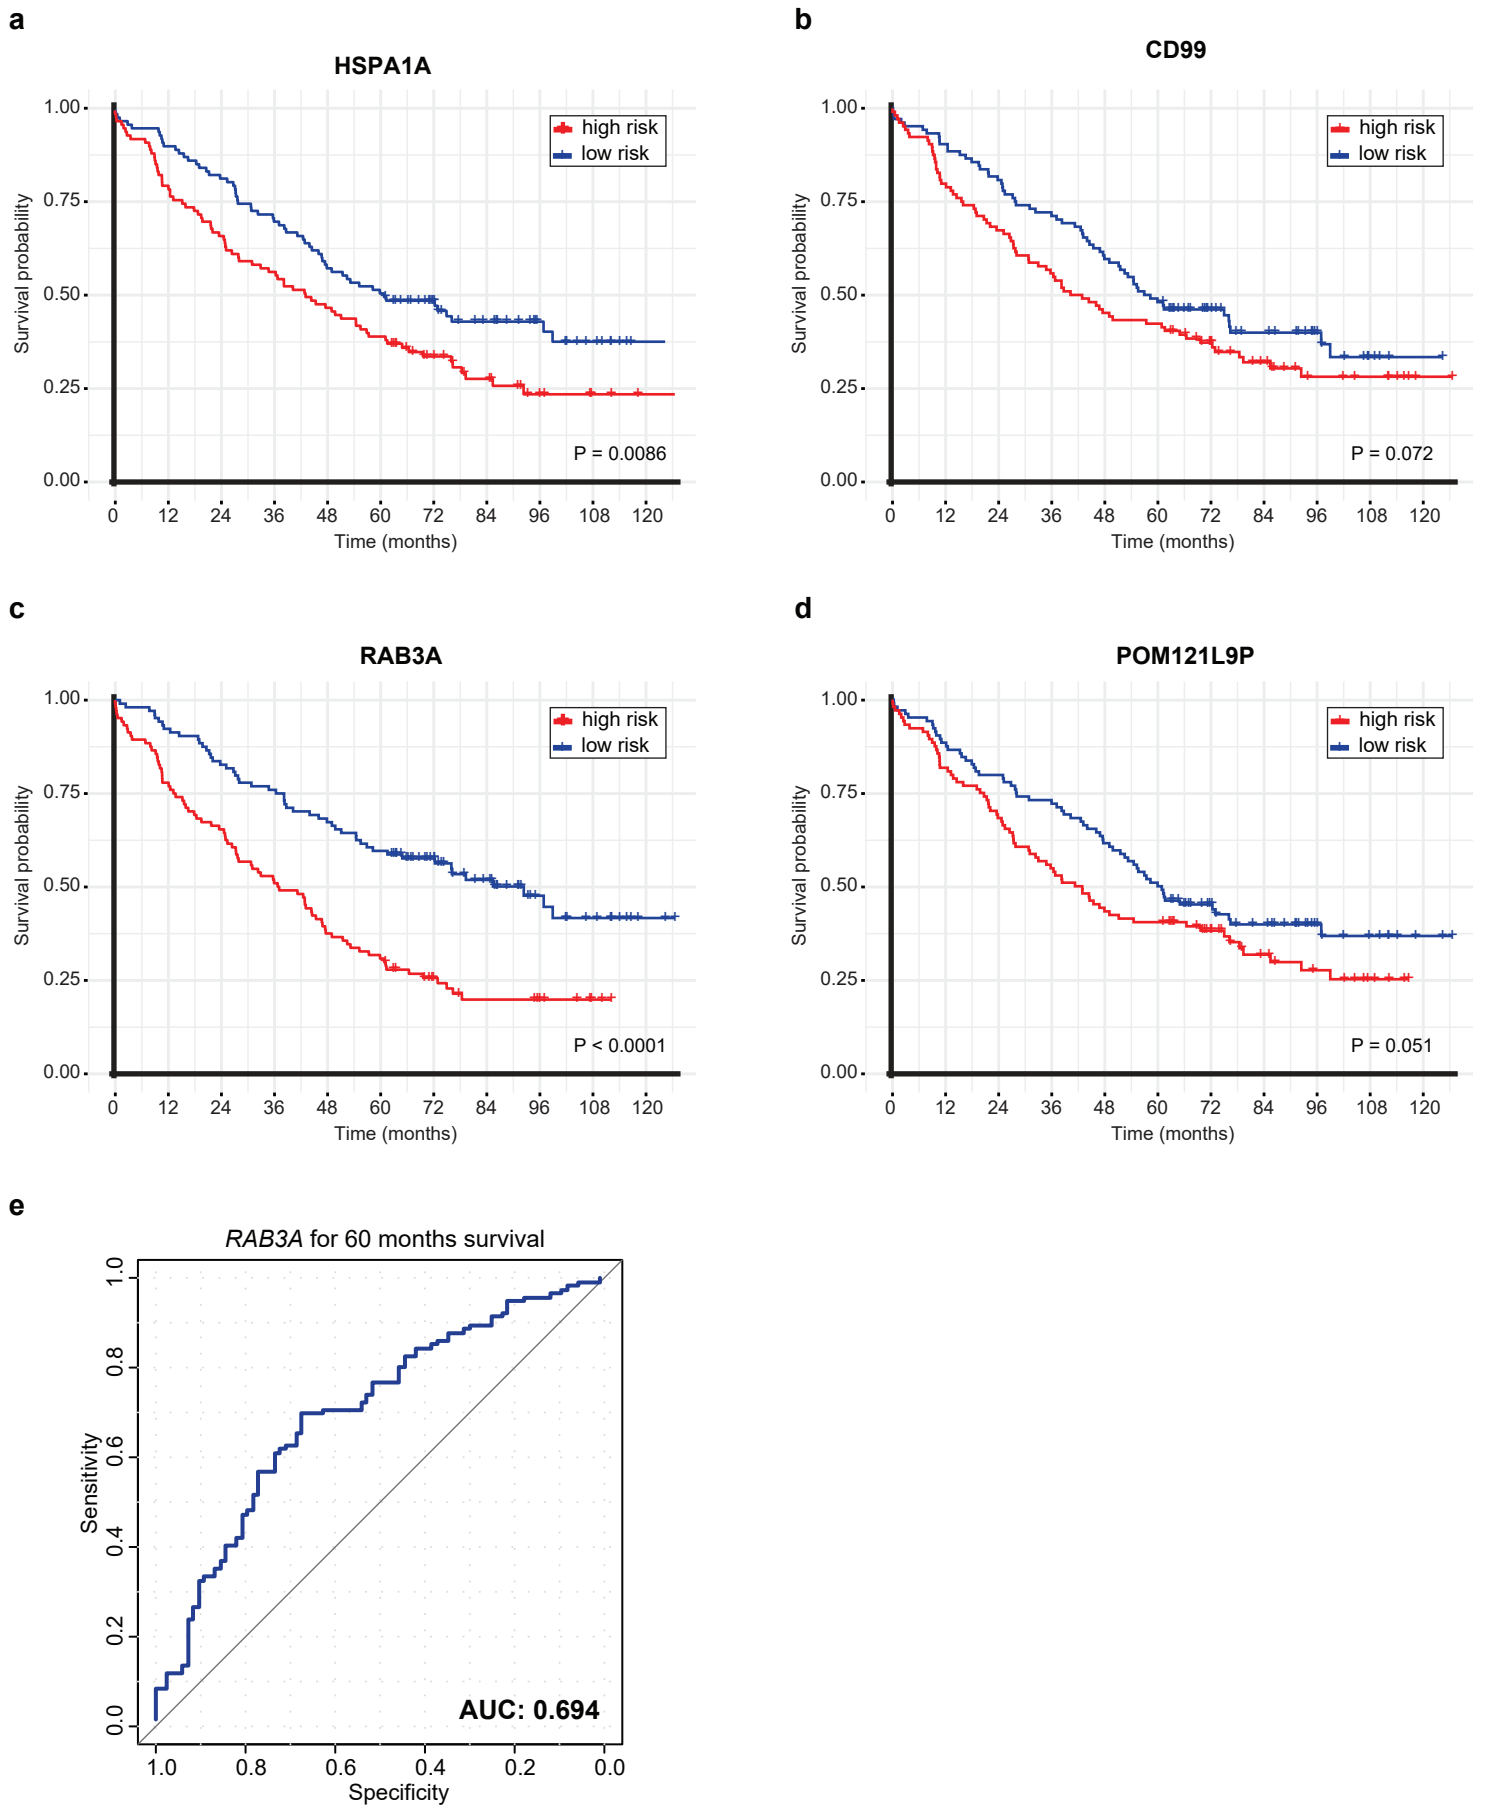 a
HSPA1A
1.00
0.75
0.50
0.25
0.00
Survival probability
high risk
low risk
P = 0.0086
0 12 24 36 48 60 72 84 96 108 120
Time (months)
b
CD99
1.00
0.75
0.50
0.25
0.00
Survival probability
high risk
low risk
P = 0.072
0 12 24 36 48 60 72 84 96 108 120
Time (months)
c
RAB3A
1.00
0.75
0.50
0.25
0.00
Survival probability
high risk
low risk
P < 0.0001
0 12 24 36 48 60 72 84 96 108 120
Time (months)
d
POM121L9P
1.00
0.75
0.50
0.25
0.00
Survival probability
high risk
low risk
P = 0.051
0 12 24 36 48 60 72 84 96 108 120
Time (months)
e
RAB3A for 60 months survival
1.0
0.8
0.6
0.4
0.2
0.0
Sensitivity
AUC: 0.694
1.0 0.8 0.6 0.4 0.2 0.0
Specificity